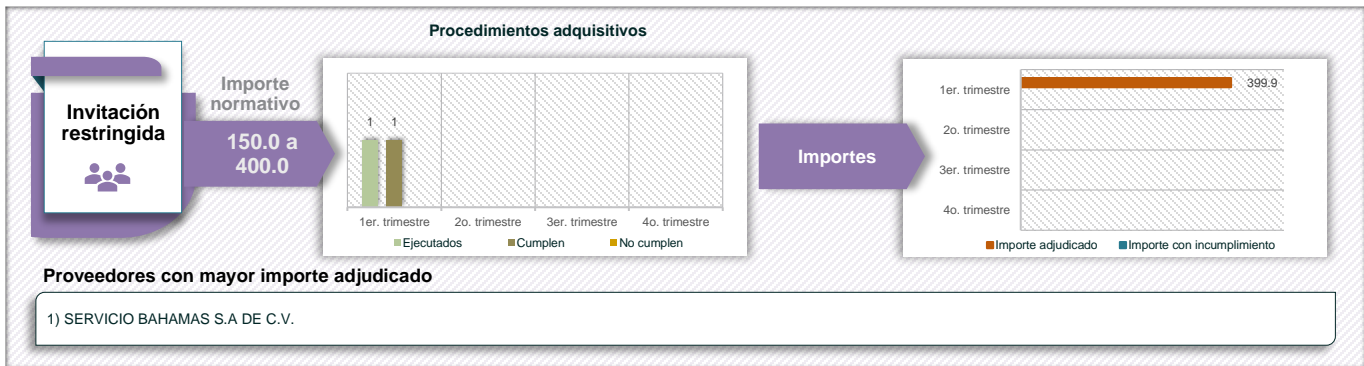 Procedimientos adquisitivos
Invitación
restringida
Importe
normativo
150.0 a
400.0
1
1
1er. trimestre
2o. trimestre
3er. trimestre
4o. trimestre
Ejecutados
Cumplen
No cumplen
Importes
1er. trimestre
399.9
2o. trimestre
3er. trimestre
4o. trimestre
Importe adjudicado
Importe con incumplimiento
Proveedores con mayor importe adjudicado
1) SERVICIO BAHAMAS S.A DE C.V.